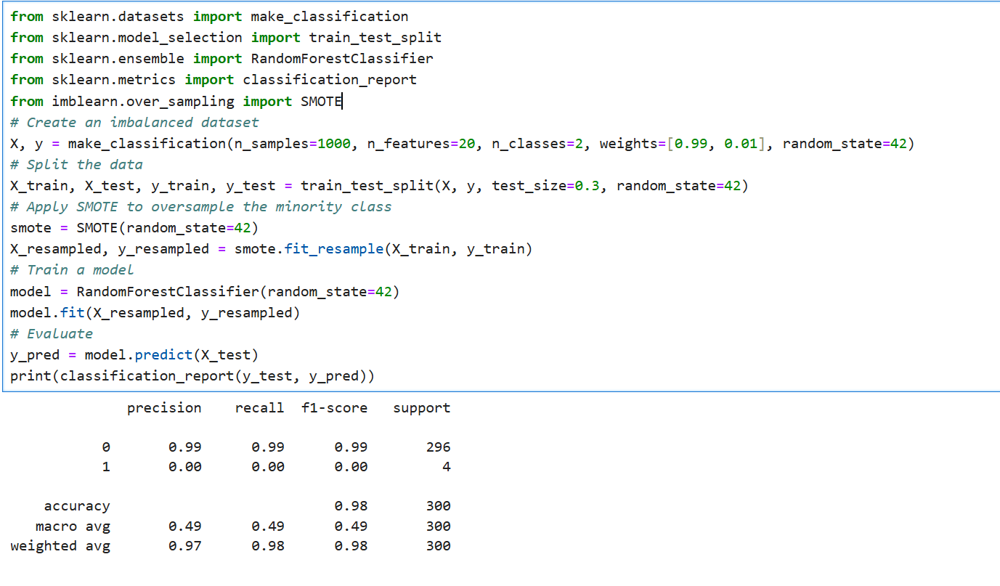 from sklearn.datasets import make_classification
from sklearn.model_selection import train_test_split
from sklearn.ensemble import RandomForestClassifier
from sklearn.metrics import classification_report
from imblearn.over_sampling import SMOTE
# Create an imbalanced dataset
X, y = make_classification(n_samples=1000, n_features=20, n_classes=2, weights=[0.99, 0.01], random_state=42)
# Split the data
X_train, X_test, y_train, y_test = train_test_split(X, y, test_size=0.3, random_state=42)
# Apply SMOTE to oversample the minority class
smote = SMOTE(random_state=42)
X_resampled, y_resampled = smote.fit_resample(X_train, y_train)
# Train a model
model = RandomForestClassifier(random_state=42)
model.fit(X_resampled, y_resampled)
# Evaluate
y_pred = model.predict(X_test)
print(classification_report(y_test, y_pred))
              precision    recall  f1-score   support

           0       0.99      0.99      0.99       296
           1       0.00      0.00      0.00         4

    accuracy                           0.98       300
   macro avg       0.49      0.49      0.49       300
weighted avg       0.97      0.98      0.98       300